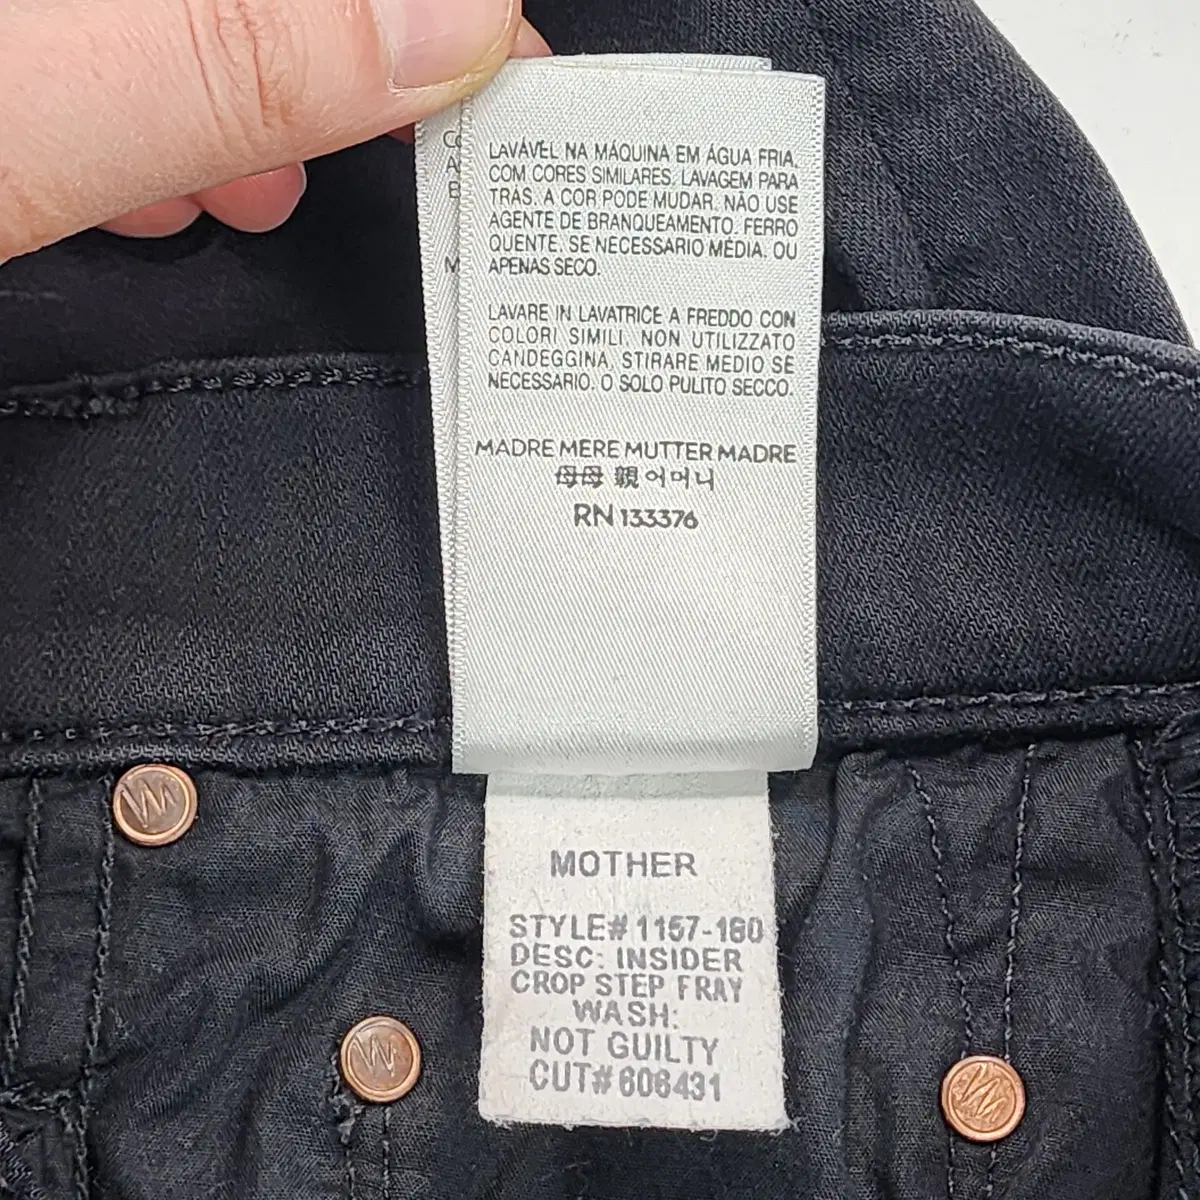 LAVÁVEL NA MÁQUINA EM ÁGUA FRIA.
COM CORES SIMILARES. LAVAGEM PARA
TRAS. A COR PODE MUDAR. NÃO USE
AGENTE DE BRANQUEAMENTO. FERRO
QUENTE. SE NECESSARIO MÉDIA. OU
APENAS SECO.
LAVARE IN LAVATRICE A FREDDO CON
COLORI SIMILI. NON UTILIZZATO
CANDEGGINA, STIRARE MEDIO SE
NECESSARIO. O SOLO PULITO SECCO.
MADRE MERE MUTTER MADRE
母母 親 어머니
RN 133376
MOTHER
STYLE# 1157-160
DESC: INSIDER
CROP STEP FRAY
WASH:
NOT GUILTY
CUT# 606431